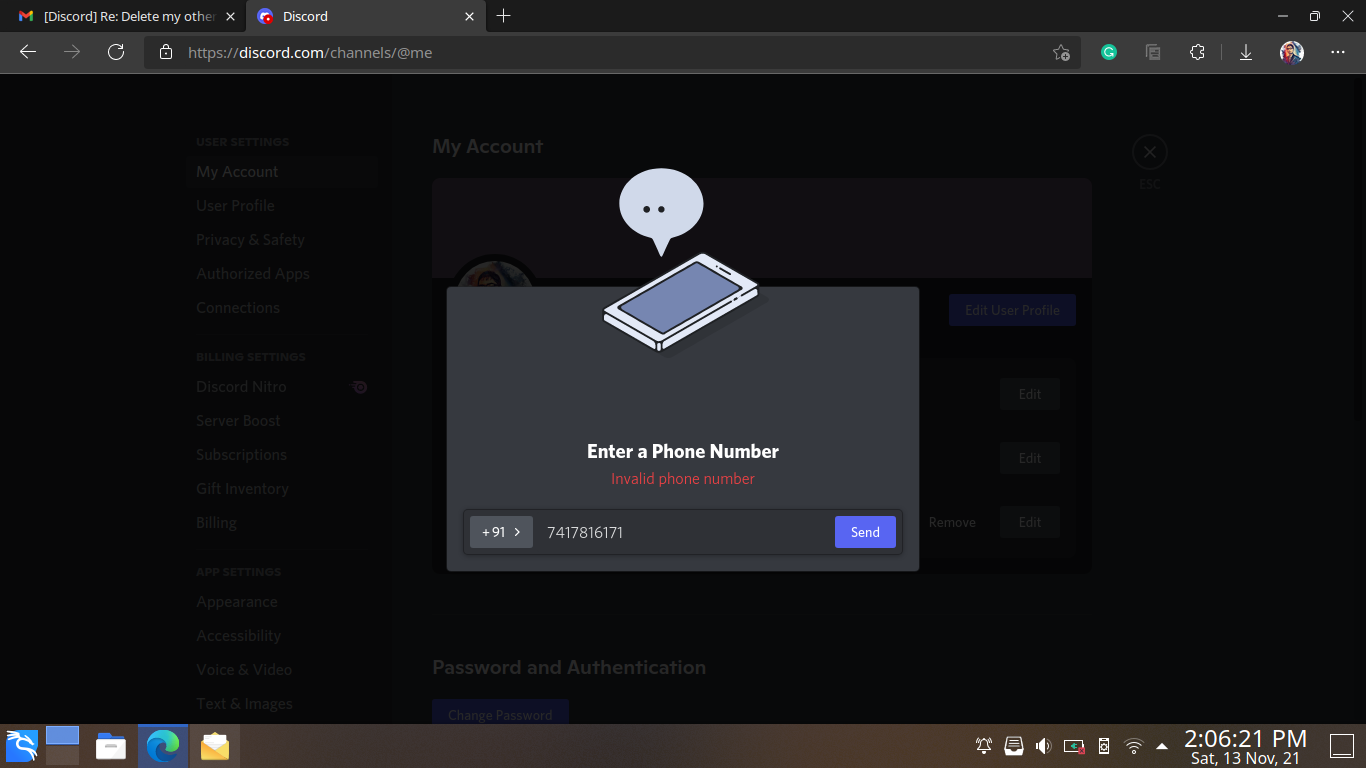 [Discord] Re: Delete my other
Discord
https://discord.com/channels/@me
USER SETTINGS
My Account
User Profile
Privacy & Safety
Authorized Apps
Connections
BILLING SETTINGS
Discord Nitro
Server Boost
Subscriptions
Gift Inventory
Billing
APP SETTINGS
Appearance
Accessibility
Voice & Video
Text & Images
My Account
ESC
Edit User Profile
Edit
Edit
Remove
Edit
Enter a Phone Number
Invalid phone number
+91
7417816171
Send
Password and Authentication
Change Password
2:06:21 PM
Sat, 13 Nov, 21